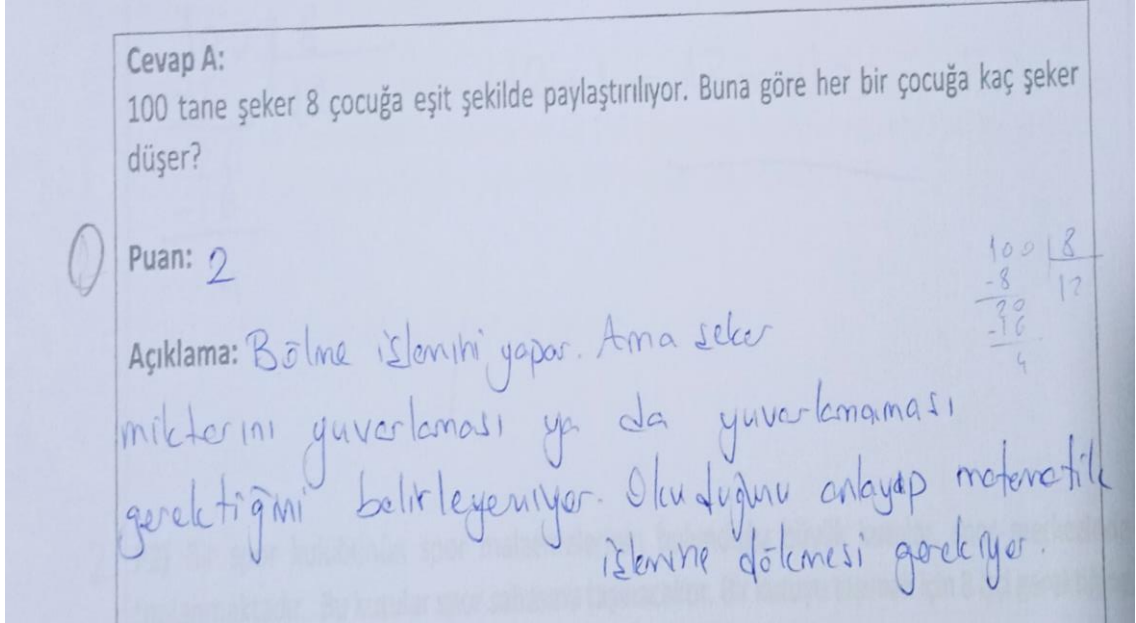 Cevap A:
100 tane şeker 8 çocuğa eşit şekilde paylaştırılıyor. Buna göre her bir çocuğa kaç şeker
düşer?
Puan: 2
100 | 8
-8 12
20
-16
4
Açıklama: Bölme işlemini yapar. Ama şeker
miktarını yuvarlaması ya da yuvarlamaması
gerektiğini belirleyemiyor. Okuduğunu anlayıp matematik
işlemine dökmesi gerekiyor.